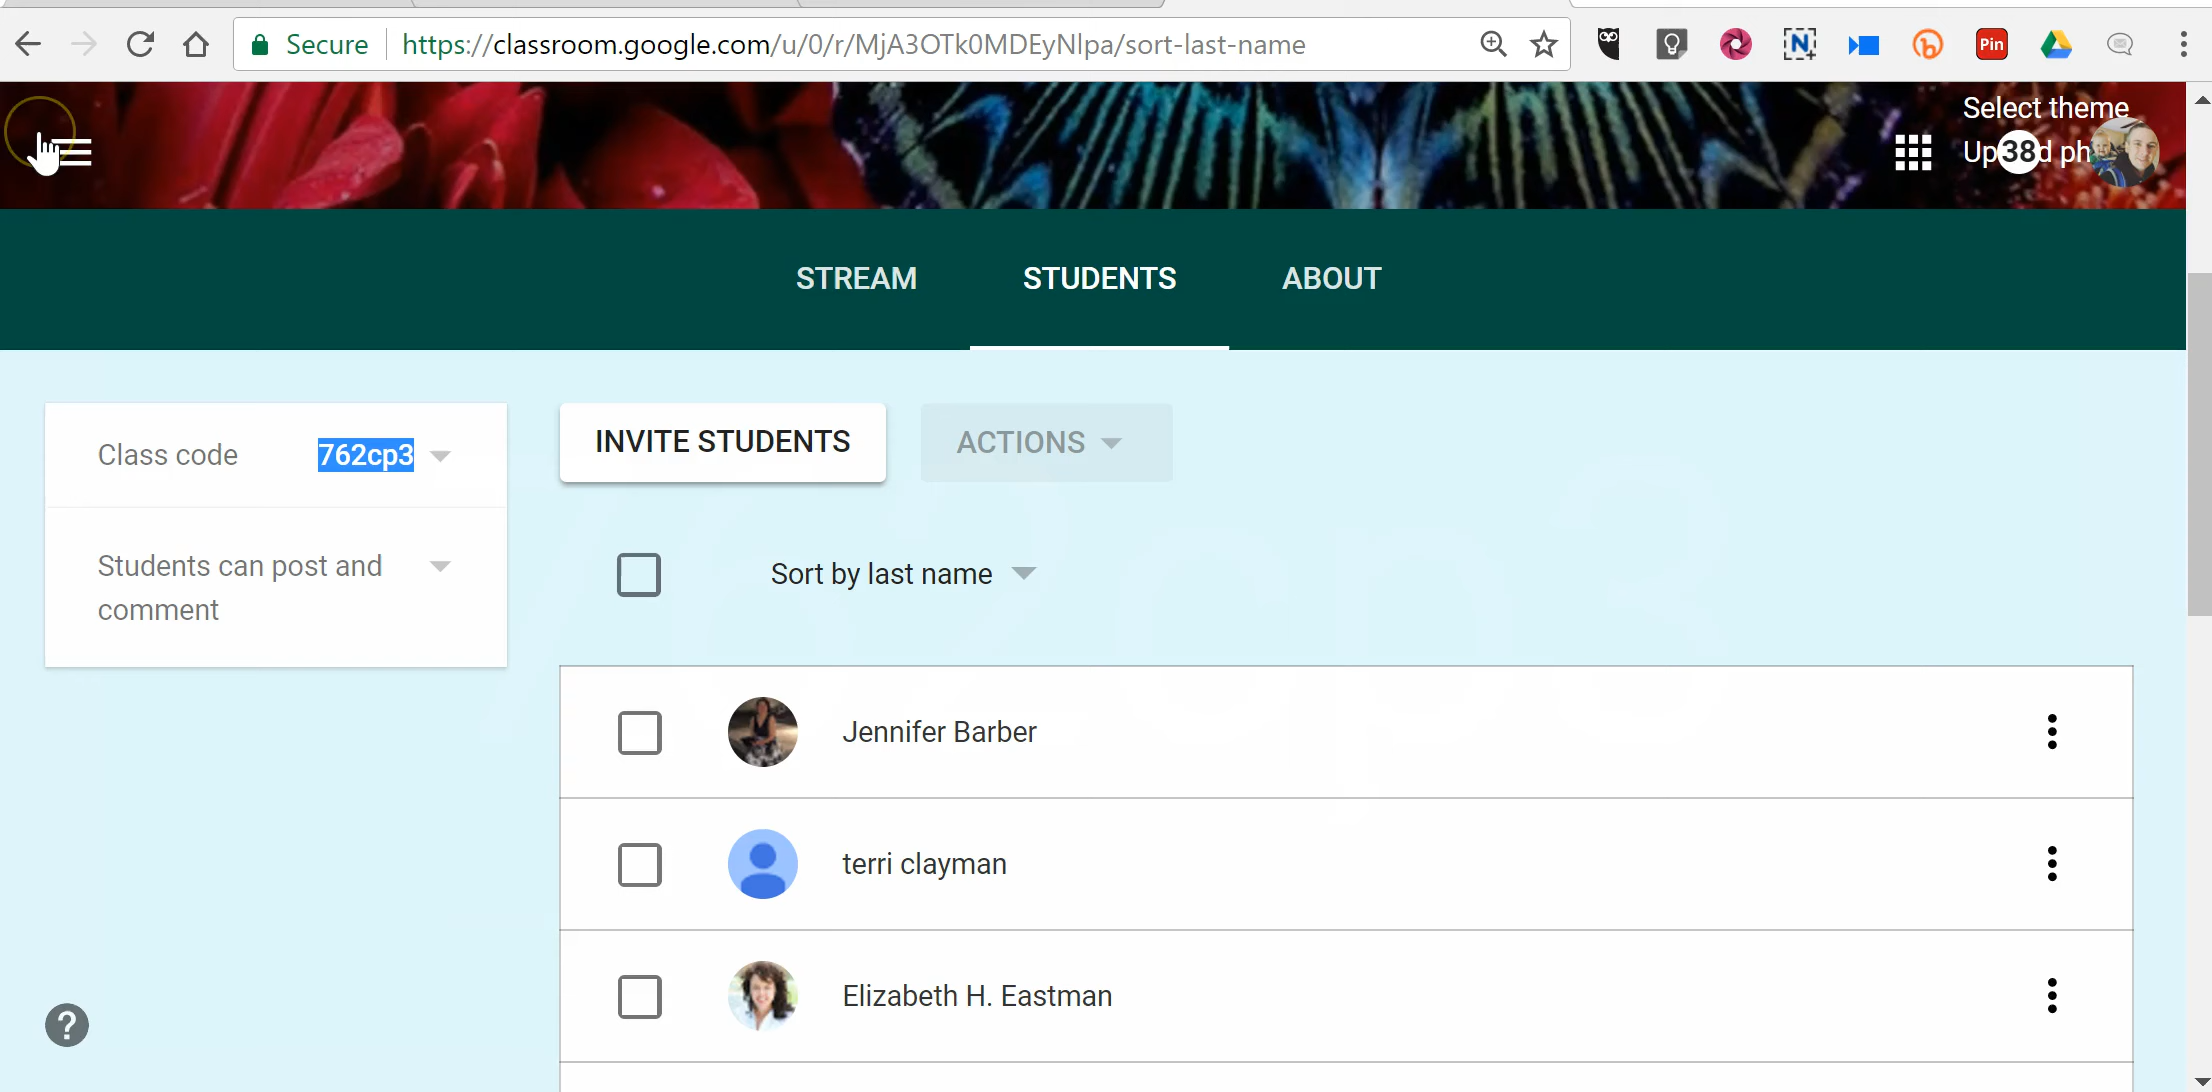 Secure https://classroom.google.com/u/0/r/MjA3OTk0MDEyNlpa/sort-last-name
N
Pin
Select theme
38
STREAM STUDENTS ABOUT
Class code 762cp3
INVITE STUDENTS ACTIONS
Students can post and
comment
Sort by last name
Jennifer Barber
terri clayman
Elizabeth H. Eastman
?